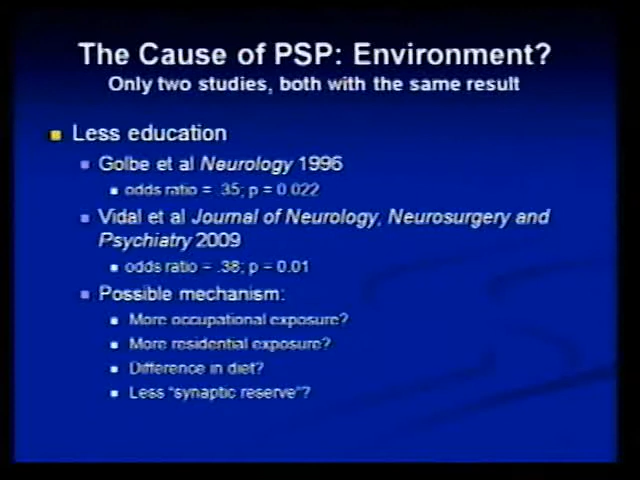 The Cause of PSP: Environment?
Only two studies, both with the same result
Less education
Golbe et al Neurology 1996
odds ratio = .35; p = 0.022
Vidal et al Journal of Neurology, Neurosurgery and
Psychiatry 2009
odds ratio = .38; p = 0.01
Possible mechanism:
More occupational exposure?
More residential exposure?
Difference in diet?
Less "synaptic reserve"?